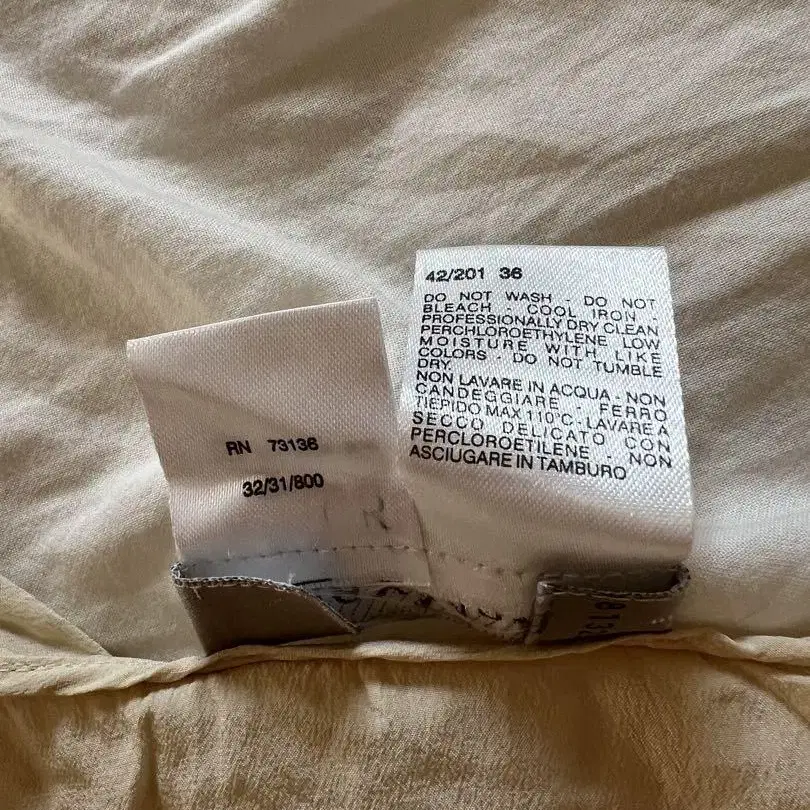 RN 73136
32/31/800
42/201 36
DO NOT WASH - DO NOT
BLEACH - COOL IRON -
PROFESSIONALLY DRY CLEAN
PERCHLOROETHYLENE LOW
MOISTURE WITH LIKE
COLORS - DO NOT TUMBLE
DRY.
NON LAVARE IN ACQUA - NON
CANDEGGIARE - FERRO
TIEPIDO MAX 110°C - LAVARE A
SECCO DELICATO CON
PERCLOROETILENE - NON
ASCIUGARE IN TAMBURO